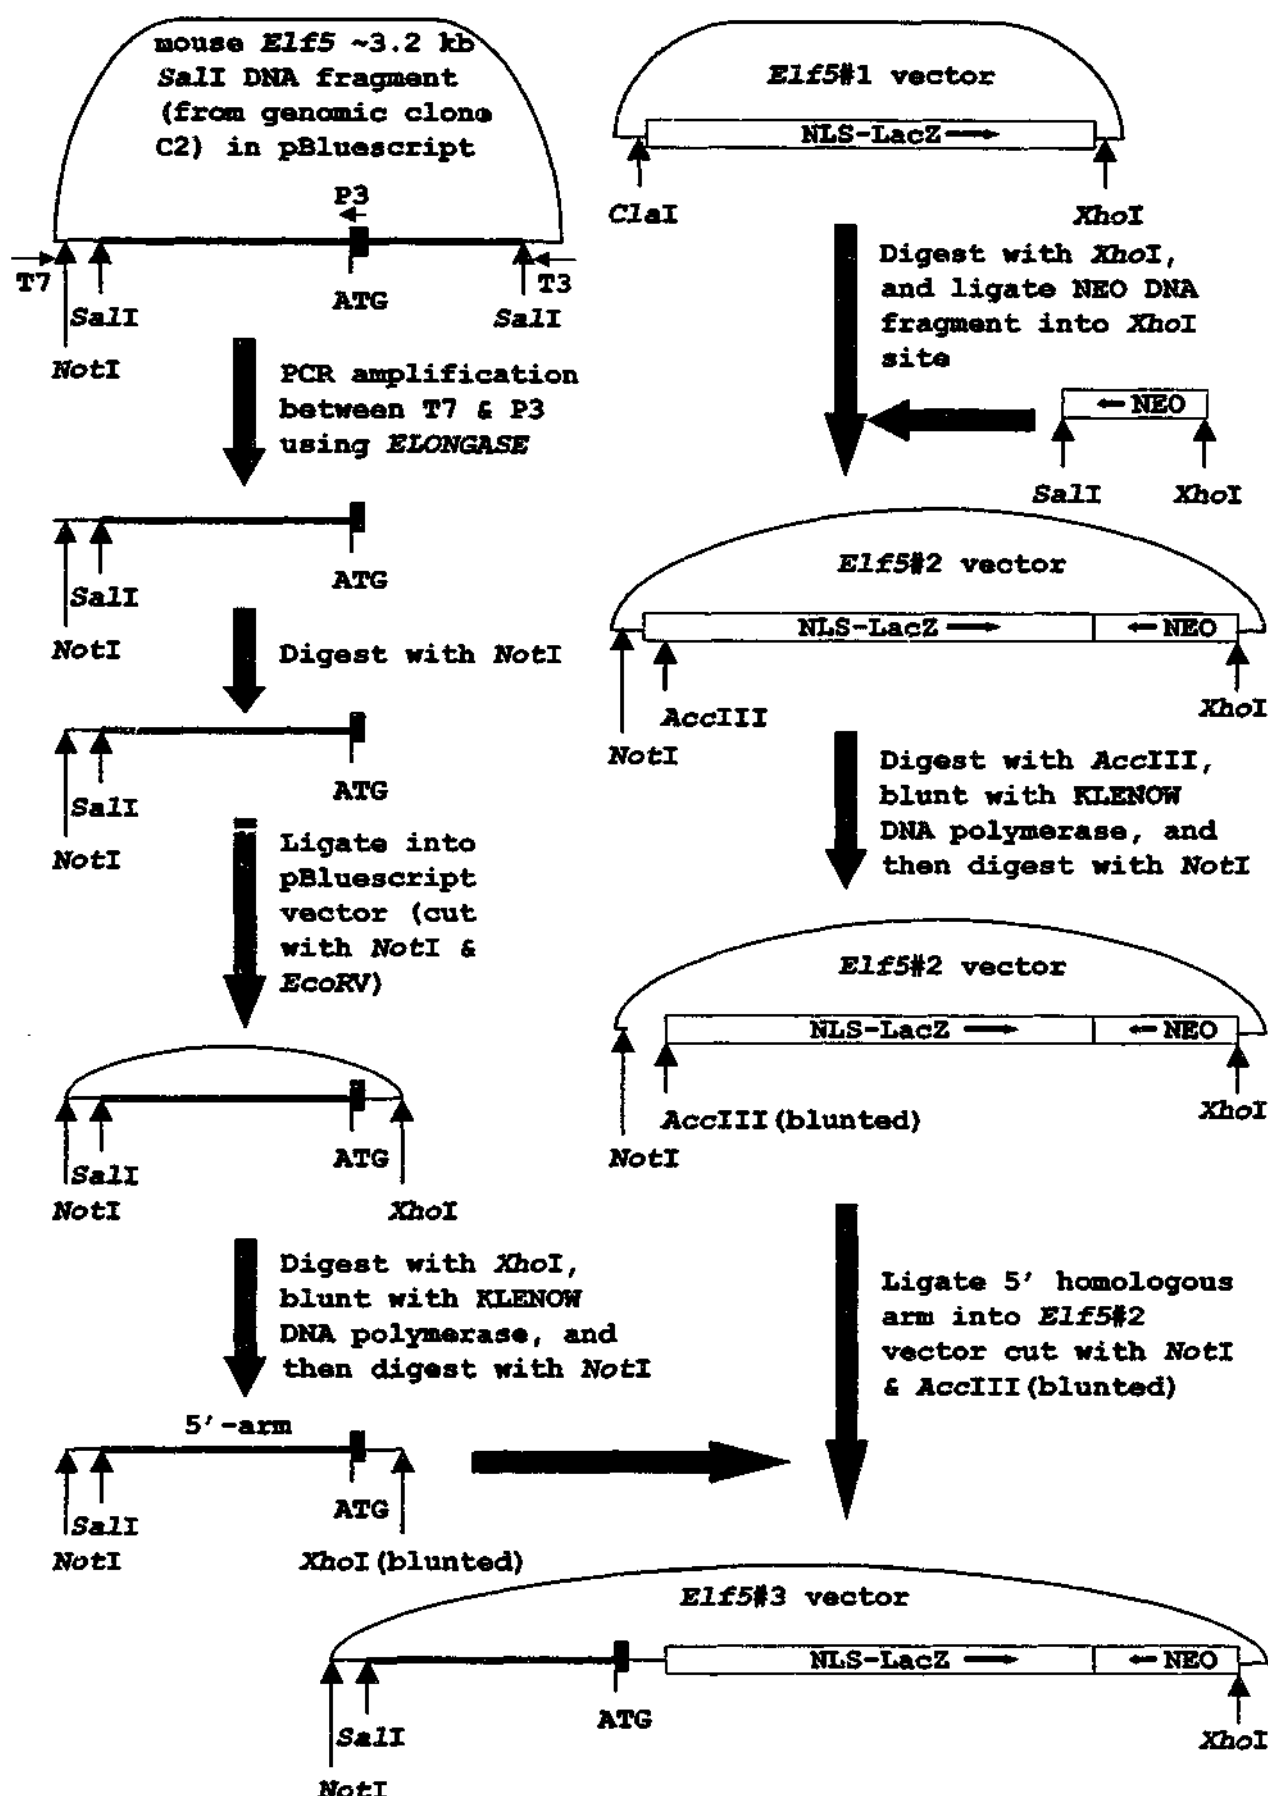 mouse Elf5 ~3.2 kb
SalI DNA fragment
(from genomic clone
C2) in pBluescript
P3
T7
T3
ATG
SalI
SalI
NotI
PCR amplification
between T7 & P3
using ELONGASE
ATG
SalI
NotI
Digest with NotI
ATG
SalI
NotI
Ligate into
pBluescript
vector (cut
with NotI &
EcoRV)
ATG
SalI
NotI
XhoI
Digest with XhoI,
blunt with KLENOW
DNA polymerase, and
then digest with NotI
5'-arm
ATG
SalI
NotI
XhoI(blunted)
Elf5#1 vector
NLS-LacZ
ClaI
XhoI
Digest with XhoI,
and ligate NEO DNA
fragment into XhoI
site
NEO
SalI
XhoI
Elf5#2 vector
NLS-LacZ
NEO
AccIII
XhoI
NotI
Digest with AccIII,
blunt with KLENOW
DNA polymerase, and
then digest with NotI
Elf5#2 vector
NLS-LacZ
NEO
AccIII(blunted)
XhoI
NotI
Ligate 5' homologous
arm into Elf5#2
vector cut with NotI
& AccIII(blunted)
Elf5#3 vector
NLS-LacZ
NEO
ATG
SalI
XhoI
NotI